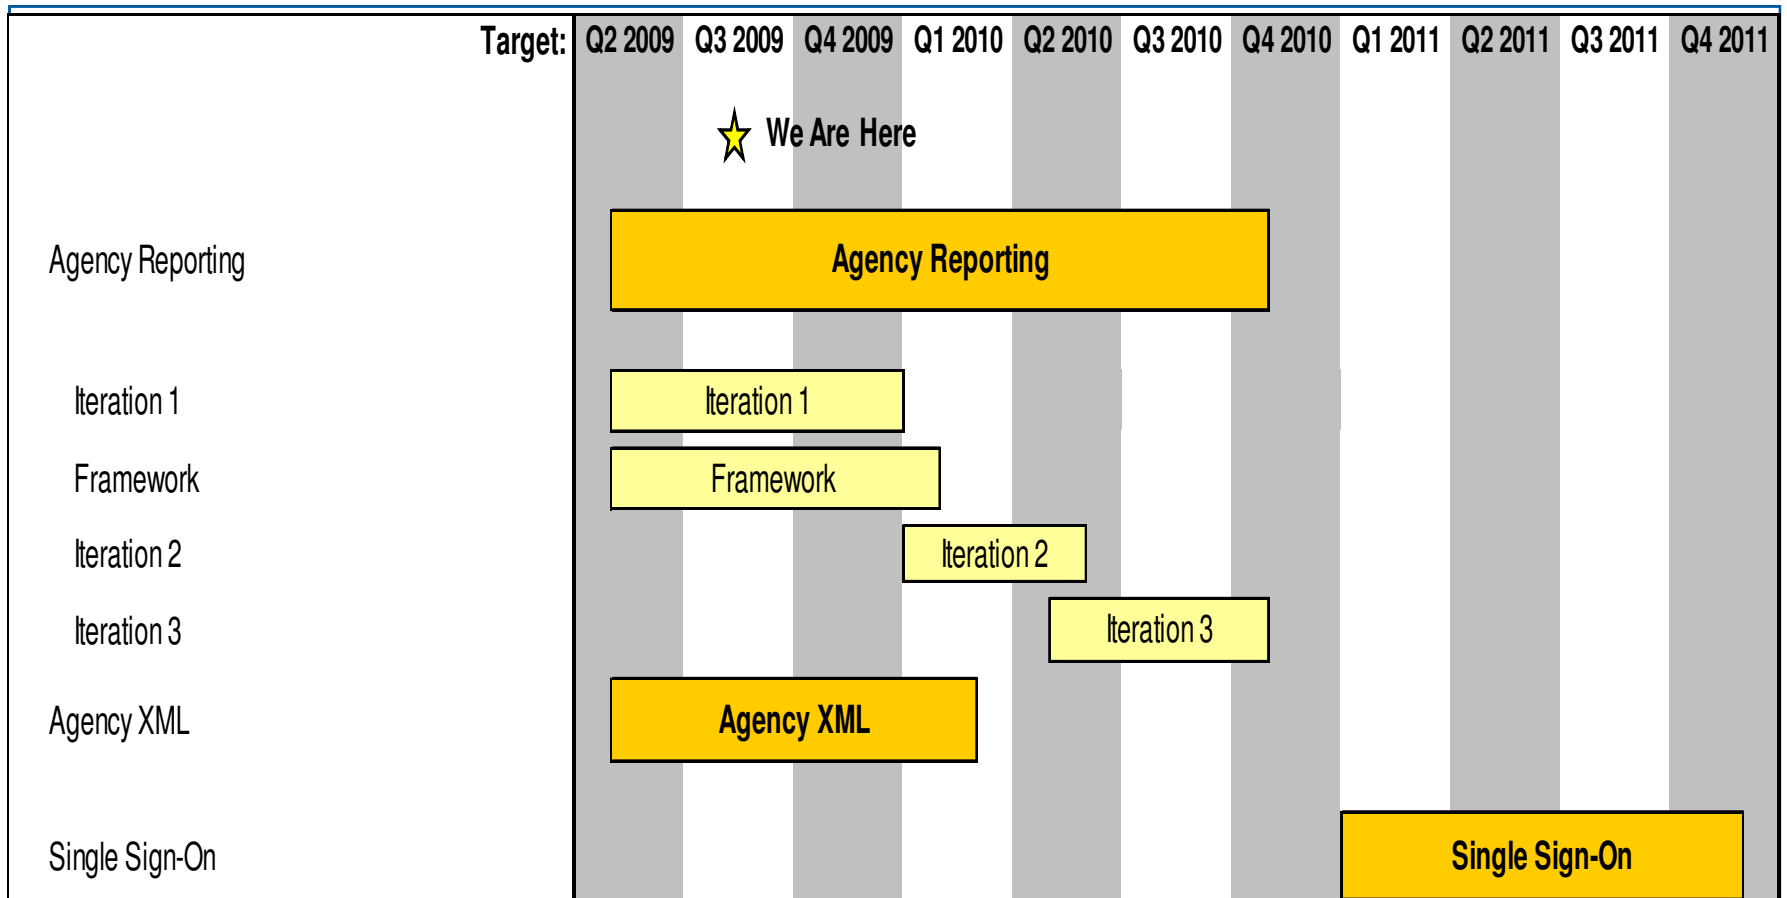 Target: Q2 2009 Q3 2009 Q4 2009 Q1 2010 Q2 2010 Q3 2010 Q4 2010 Q1 2011 Q2 2011 Q3 2011 Q4 2011
We Are Here
Agency Reporting Agency Reporting
Iteration 1 Iteration 1
Framework Framework
Iteration 2 Iteration 2
Iteration 3 Iteration 3
Agency XML Agency XML
Single Sign-On Single Sign-On